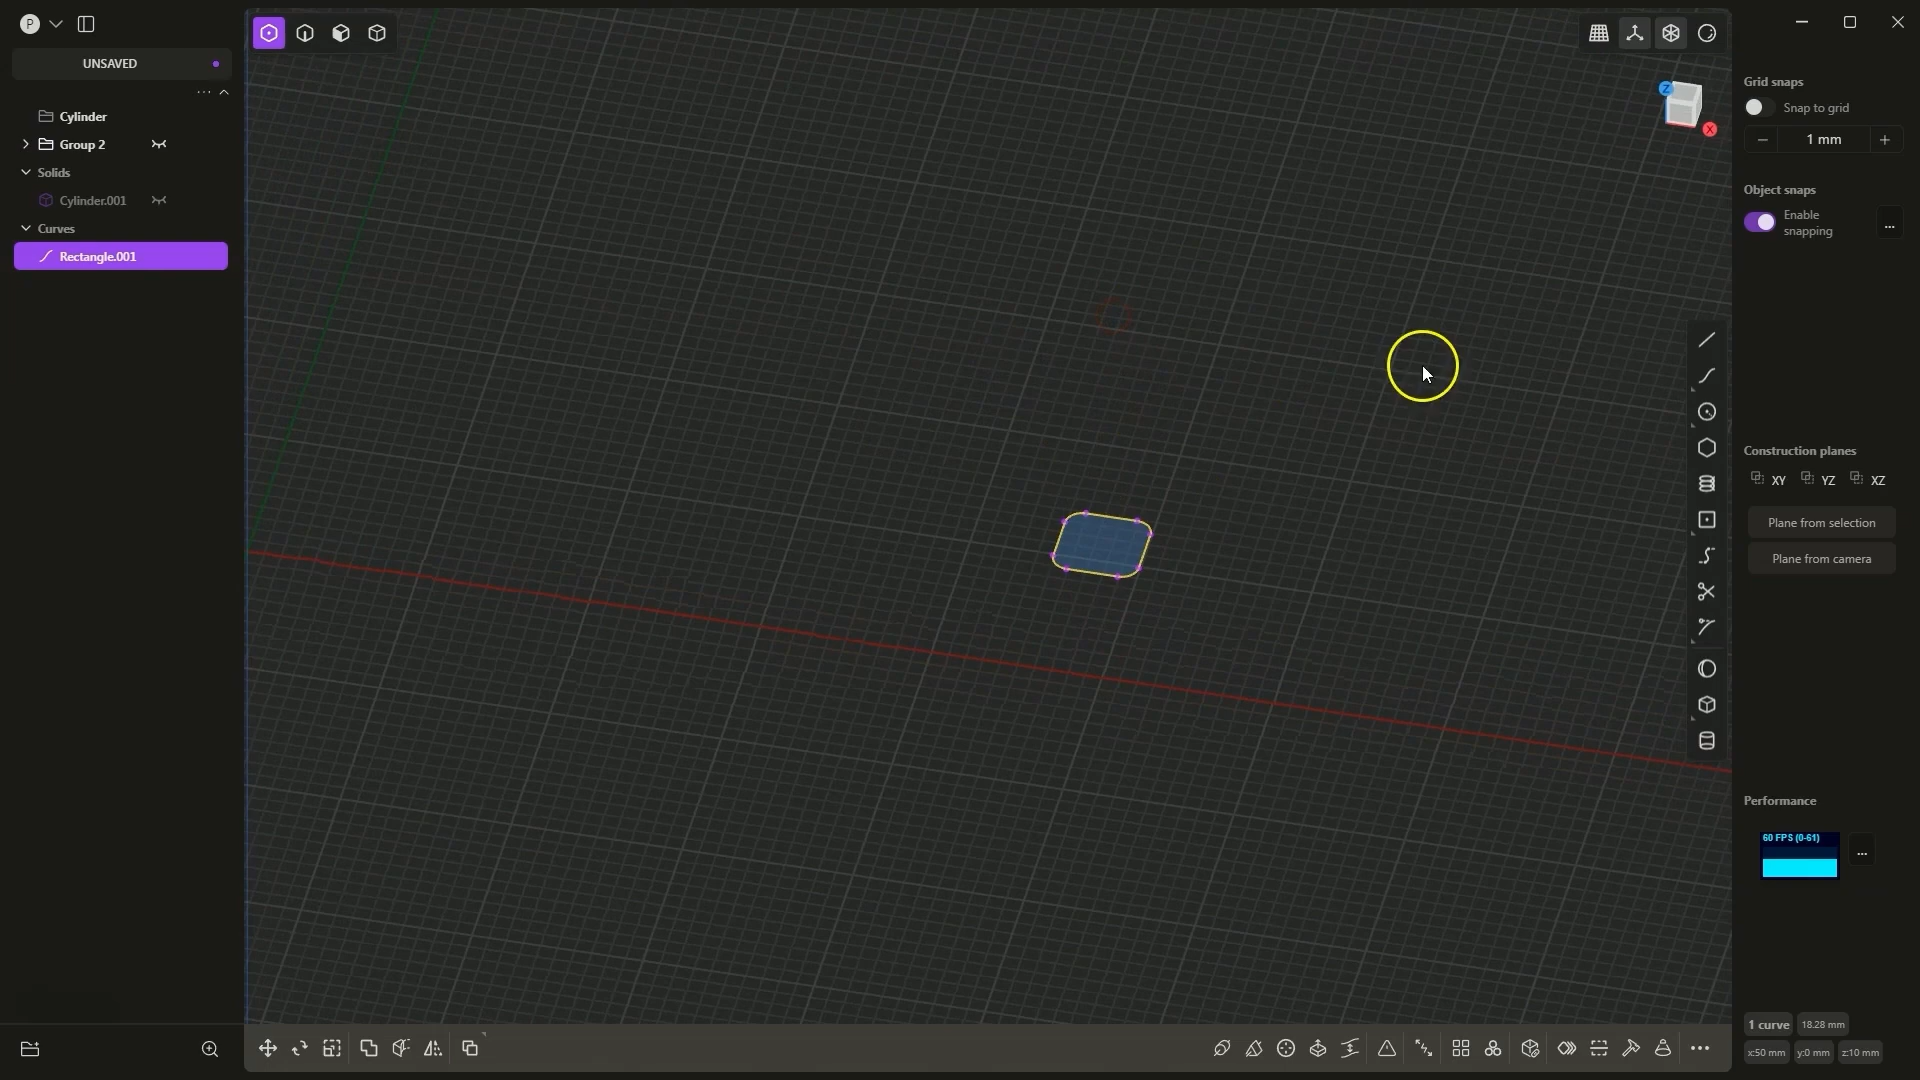 P
UNSAVED
Cylinder
Group 2
Solids
Cylinder.001
Curves
Rectangle.001
Z
X
Grid snaps
Snap to grid
1 mm
Object snaps
Enable
snapping
...
Construction planes
XY YZ XZ
Plane from selection
Plane from camera
Performance
60 FPS (0-61)
...
1 curve 18.28 mm
x:50 mm y:0 mm z:10 mm